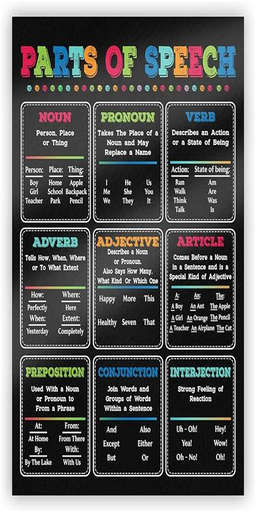 PARTS OF SPEECH
NOUN
Person, Place
or Thing
Person: Place: Thing:
Boy Home Apple
Girl School Backpack
Teacher Park Pencil
PRONOUN
Takes The Place of a
Noun and May
Replace a Name
I He Us
Me She You
We They It
VERB
Describes an Action
or a State of Being
Action: State of being:
Run Am
Walk Are
Think Was
Talk Is
ADVERB
Tells How, When, Where
or To What Extent
How: Where:
Perfectly Here
When: Extent:
Yesterday Completely
ADJECTIVE
Describes a Noun
or Pronoun.
Also Says How Many,
What Kind Or Which One
Happy More This
Healthy Seven That
ARTICLE
Comes Before a Noun
in a Sentence and is a
Special Kind of Adjective
A: An: The:
A Boy An Ant The Apple
A Girl An Orange The Pencil
A Teacher An Airplane The Cat
PREPOSITION
Used With a Noun
or Pronoun to
From a Phrase
At: From:
At Home From There
By: With:
By The Lake With Us
CONJUNCTION
Join Words and
Groups of Words
Within a Sentence
And Also
Except Either
But Or
INTERJECTION
Strong Feeling of
Reaction
Uh - Oh! Hey!
Yea! Wow!
Oh - No! Oh!